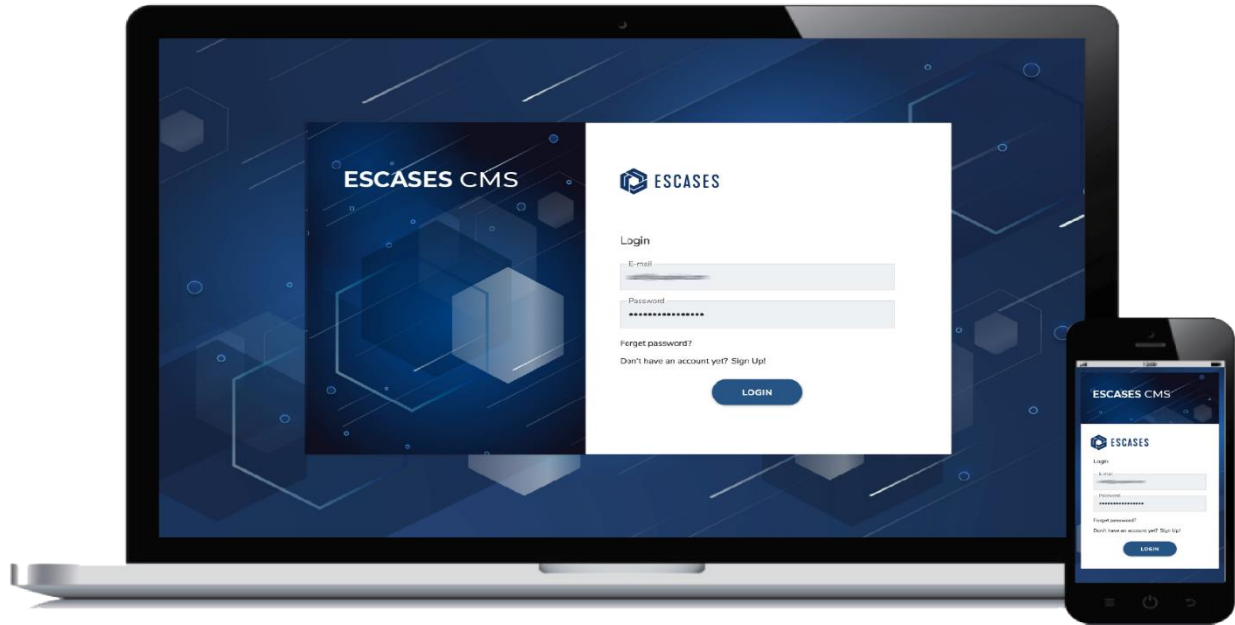 ESCASES CMS
ESCASES
Login
E-mail
Password
••••••••••••••••
Forget password?
Don't have an account yet? Sign Up!
LOGIN
ESCASES CMS
ESCASES
Login
E-mail
Password
••••••••••••••••
Forget password?
Don't have an account yet? Sign Up!
LOGIN